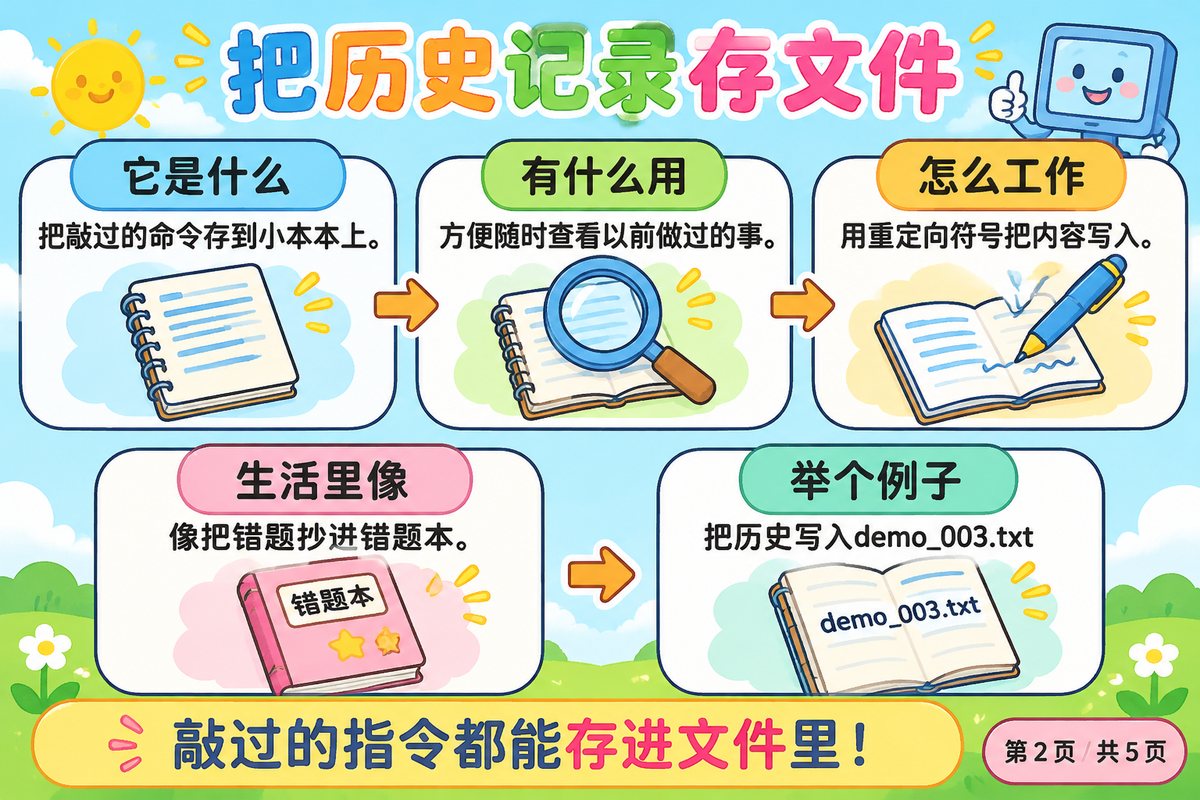 把历史记录存文件
它是什么
把敲过的命令存到小本本上。
有什么用
方便随时查看以前做过的事。
怎么工作
用重定向符号把内容写入。
生活里像
像把错题抄进错题本。
错题本
举个例子
把历史写入demo_003.txt
demo_003.txt
敲过的指令都能存进文件里！
第2页/共5页